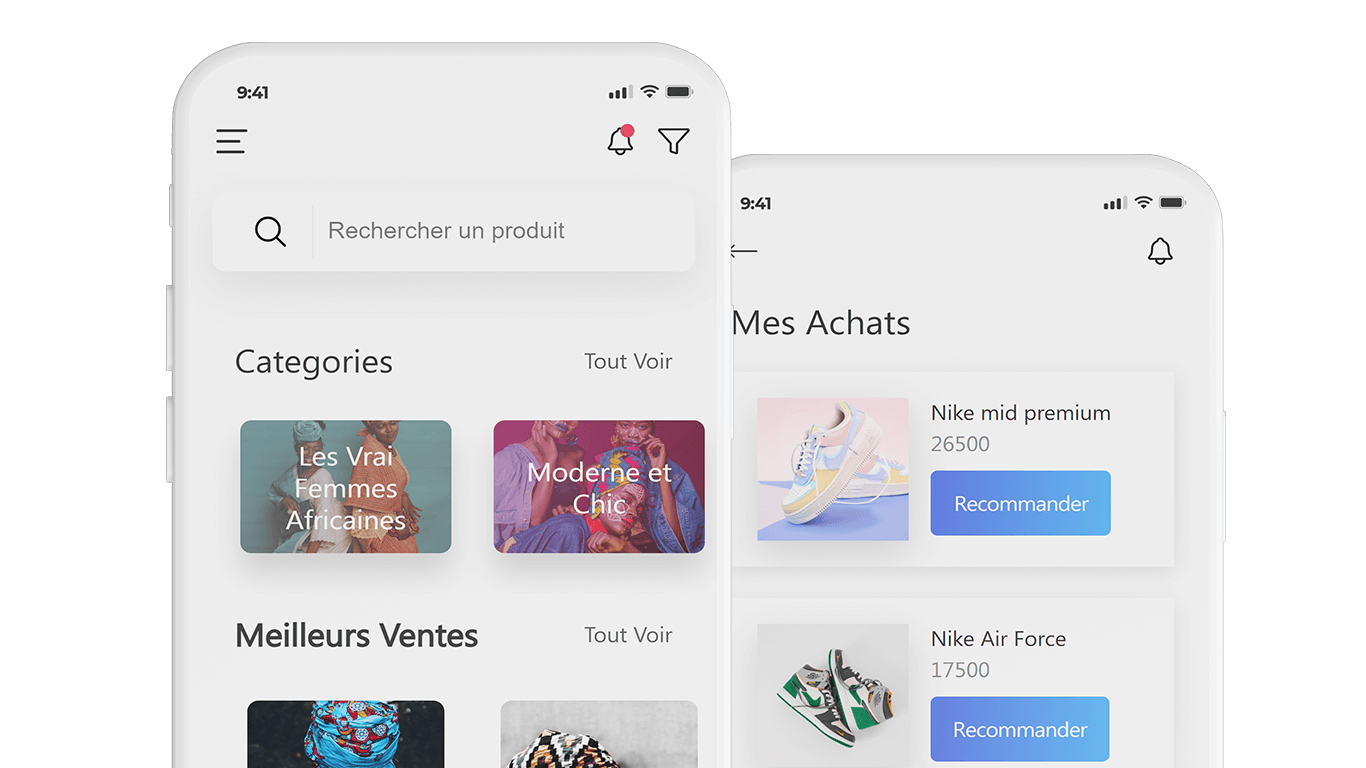 9:41
Rechercher un produit
Categories
Tout Voir
Les Vrai
Femmes
Africaines
Moderne et
Chic
Meilleurs Ventes
Tout Voir
9:41
Mes Achats
Nike mid premium
26500
Recommander
Nike Air Force
17500
Recommander